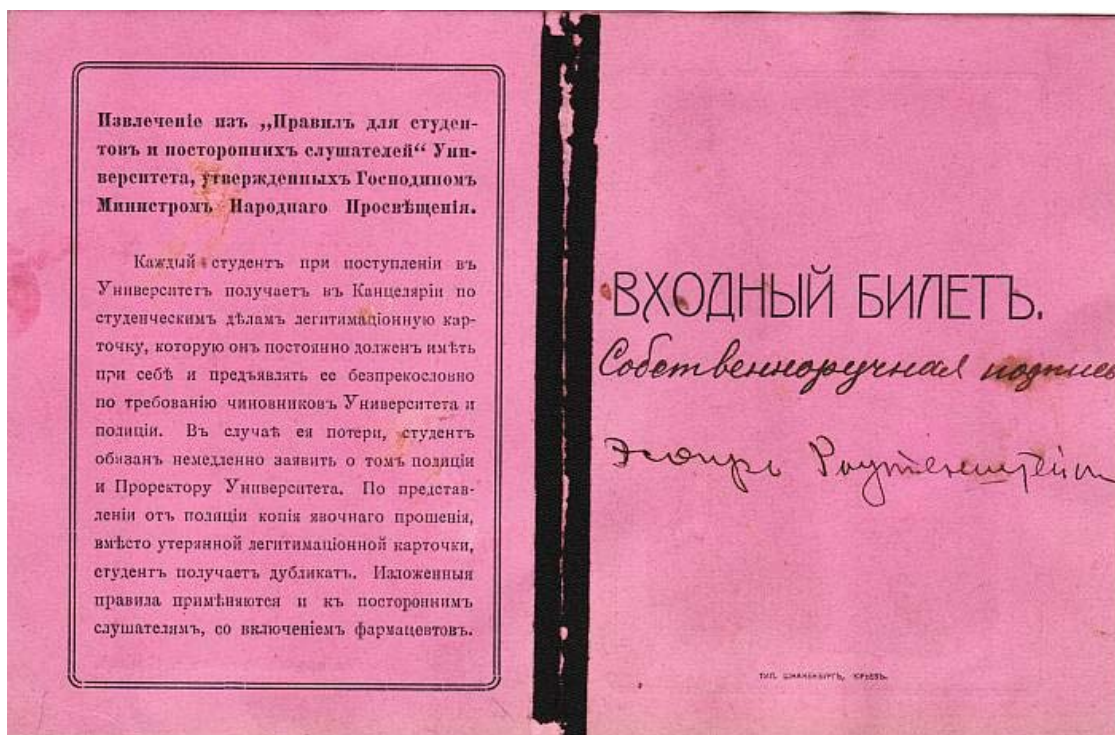 Извлеченіе изъ „Правилъ для студен-
товъ и постороннихъ слушателей“ Уни-
верситета, утвержденныхъ Господиномъ
Министромъ Народнаго Просвѣщенія.
Каждый студентъ при поступленіи въ
Университетъ получаетъ въ Канцеляріи по
студенческимъ дѣламъ легитимаціонную кар-
точку, которую онъ постоянно долженъ имѣть
при себѣ и предъявлять ее безпрекословно
по требованію чиновниковъ Университета и
полиціи. Въ случаѣ ея потери, студентъ
обязанъ немедленно заявить о томъ полиціи
и Проректору Университета. По представ-
леніи отъ полиціи копія явочнаго прошенія,
вмѣсто утерянной легитимаціонной карточки,
студентъ получаетъ дубликатъ. Изложенныя
правила примѣняются и къ постороннимъ
слушателямъ, со включеніемъ фармацевтовъ.
ВХОДНЫЙ БИЛЕТЪ.
Собственноручная подпись
Эсѳирь Раутенштейн
ТИП. ЮРЬЕВЪ.